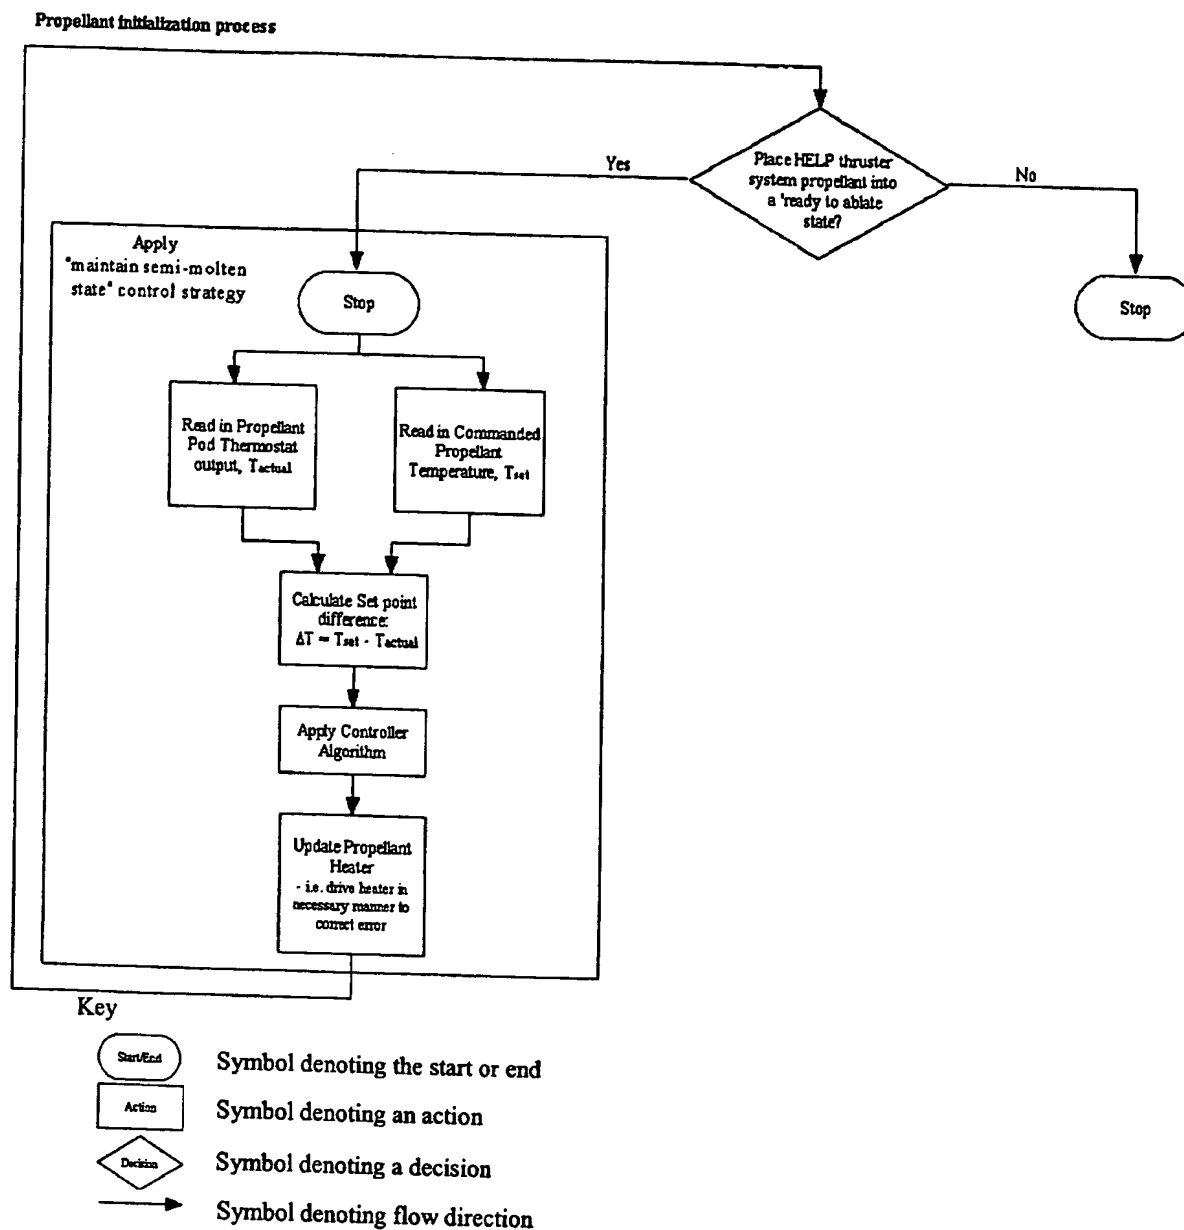 Propellant initialization process
Place HELP thruster
system propellant into
a 'ready to ablate
state?
Yes
No
Apply
"maintain semi-molten
state" control strategy
Stop
Stop
Read in Propellant
Pod Thermostat
output, Tactual
Read in Commanded
Propellant
Temperature, Tset
Calculate Set point
difference:
ΔT = Tset - Tactual
Apply Controller
Algorithm
Update Propellant
Heater
- i.e. drive heater in
necessary manner to
correct error
Key
Start/End
Symbol denoting the start or end
Action
Symbol denoting an action
Decision
Symbol denoting a decision
Symbol denoting flow direction